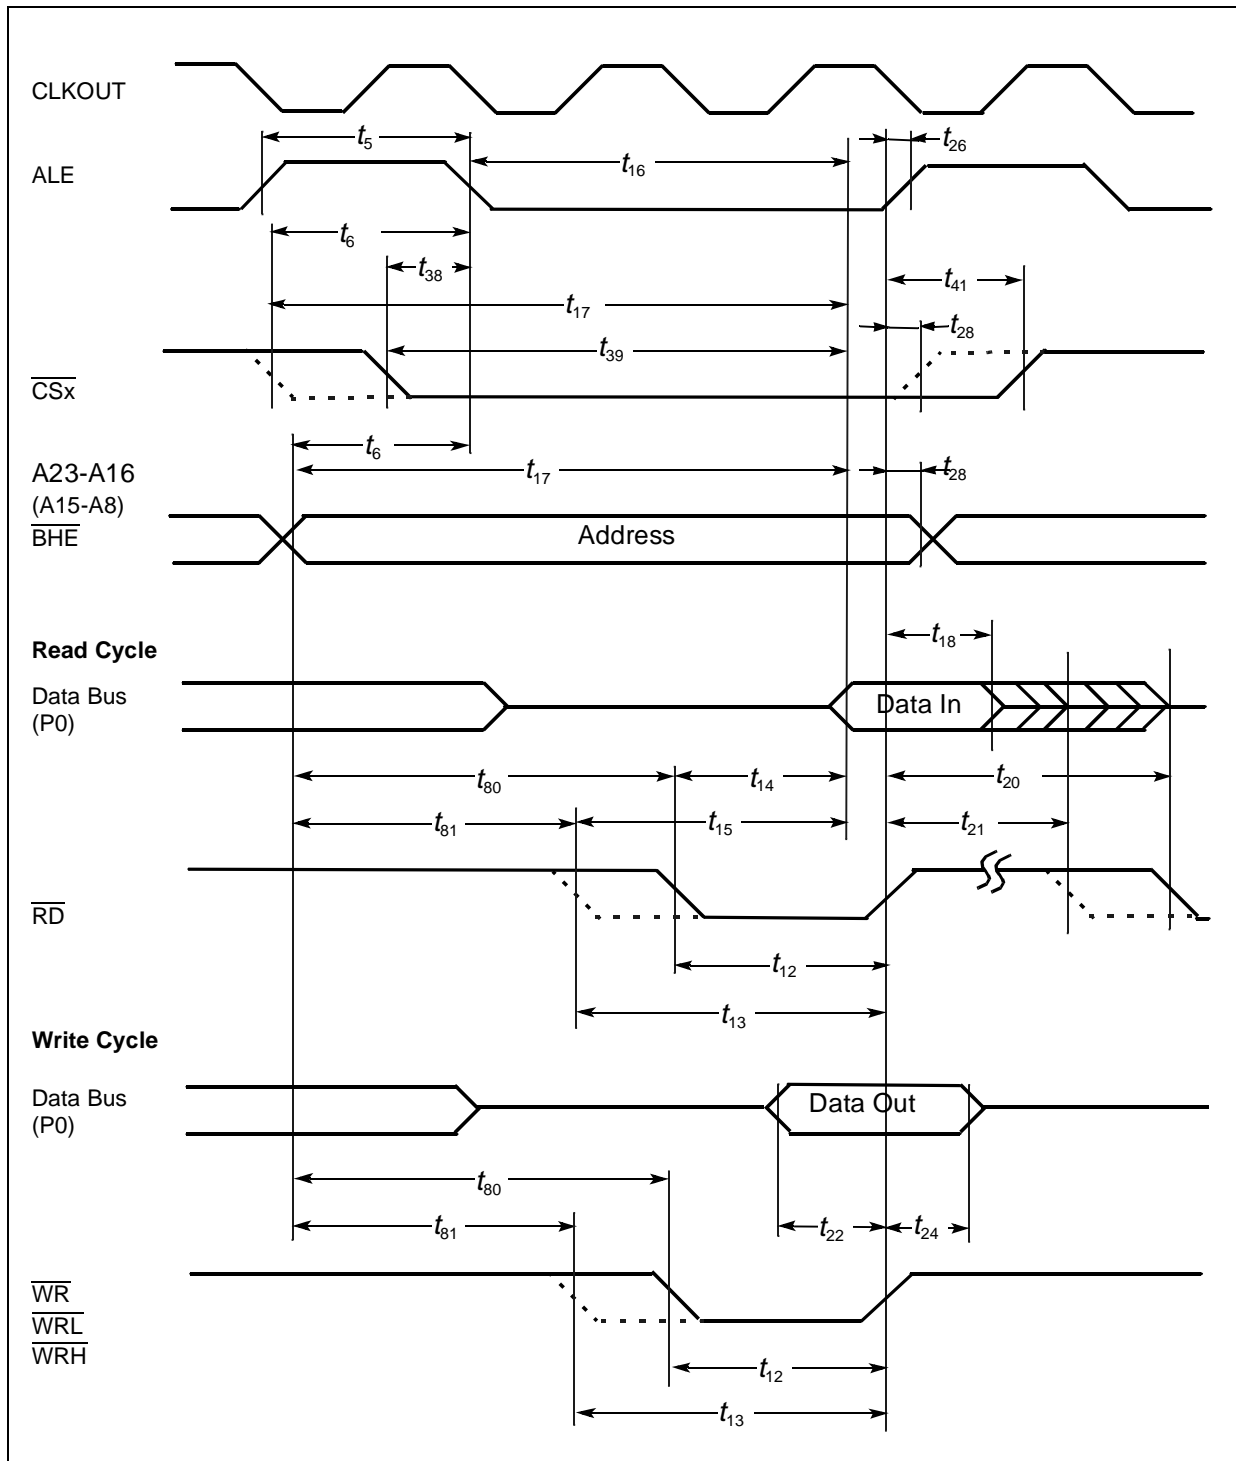 CLKOUT
t5
t26
ALE
t16
t6
t38
t41
t17
t28
t39
CSx
t6
A23-A16
t17
t28
(A15-A8)
BHE
Address
t18
Read Cycle
Data Bus
Data In
(P0)
t80
t14
t20
t81
t15
t21
RD
t12
t13
Write Cycle
Data Bus
Data Out
(P0)
t80
t81
t22
t24
WR
WRL
WRH
t12
t13